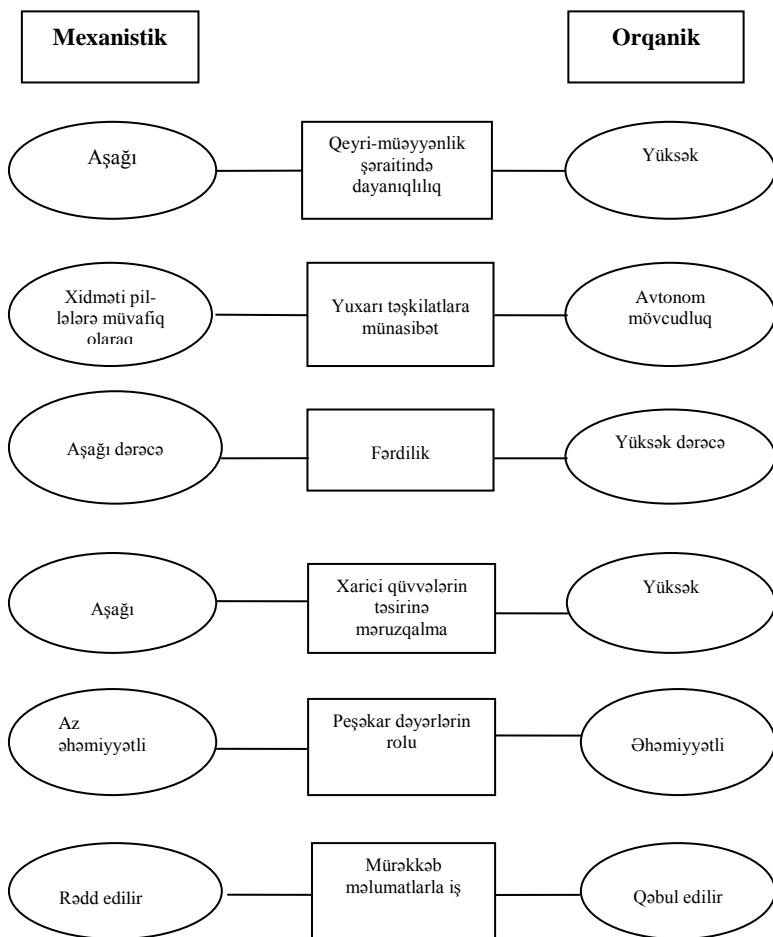 Mexanistik
Orqanik
Aşağı
Qeyri-müəyyənlik
şəraitində
dayanıqlılıq
Yüksək
Xidməti pil-
lələrə müvafiq
olaraq
Yuxarı təşkilatlara
münasibət
Avtonom
mövcudluq
Aşağı dərəcə
Fərdilik
Yüksək dərəcə
Aşağı
Xarici qüvvələrin
təsirinə
məruzqalma
Yüksək
Az
əhəmiyyətli
Peşəkar dəyərlərin
rolu
Əhəmiyyətli
Rədd edilir
Mürəkkəb
məlumatlarla iş
Qəbul edilir